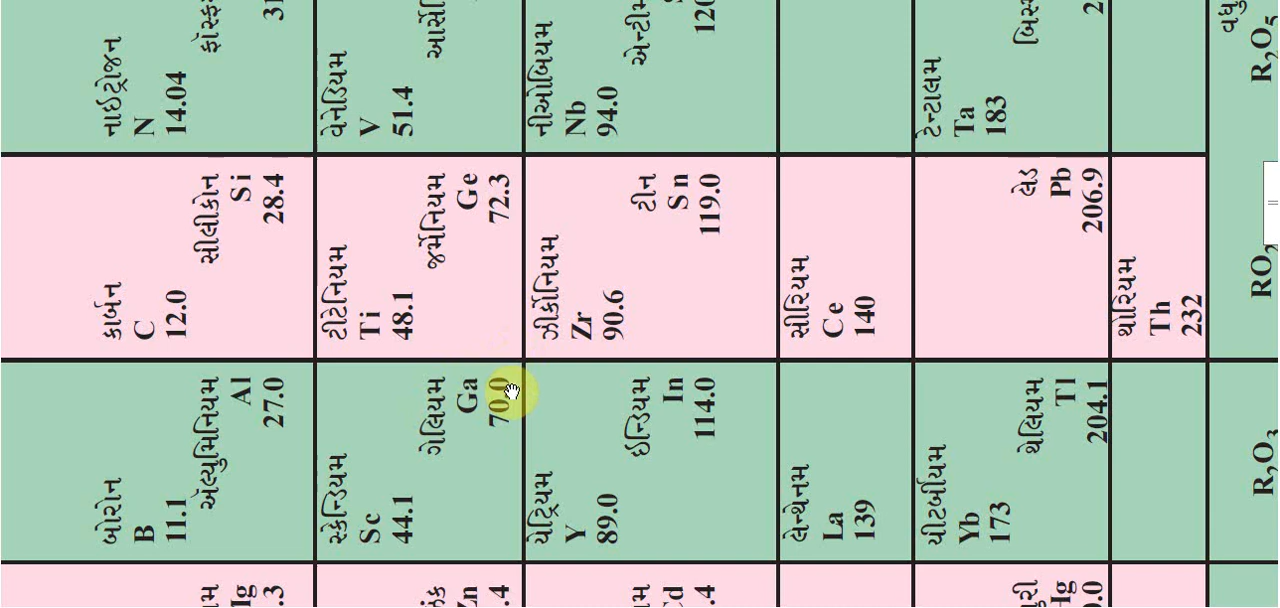 બોરોન
B
11.1
એલ્યુમિનિયમ
Al
27.0
કાર્બન
C
12.0
સીલીકોન
Si
28.4
નાઈટ્રોજન
N
14.04
સ્કેન્ડિયમ
Sc
44.1
ગેલિયમ
Ga
70.0
ટીટેનિયમ
Ti
48.1
જર્મેનિયમ
Ge
72.3
વેનેડિયમ
V
51.4
યેટ્રિયમ
Y
89.0
ઇન્ડિયમ
In
114.0
ઝીર્કોનિયમ
Zr
90.6
ટીન
Sn
119.0
નીઓબિયમ
Nb
94.0
લેન્થેનમ
La
139
સીરિયમ
Ce
140
યીટર્બીયમ
Yb
173
થેલિયમ
Tl
204.1
લેડ
Pb
206.9
ટેન્ટાલમ
Ta
183
થોરિયમ
Th
232
R₂O₃
RO₂
R₂O₅